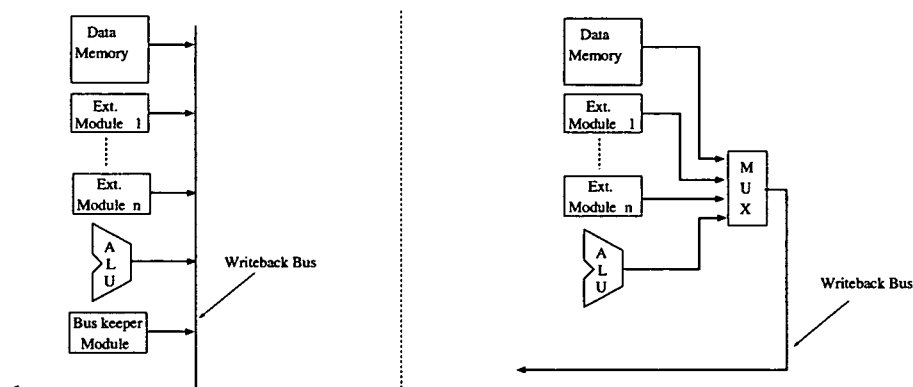 Data
Memory
Ext.
Module 1
Ext.
Module n
A
L
U
Writeback Bus
Bus keeper
Module
Data
Memory
Ext.
Module 1
Ext.
Module n
M
U
X
A
L
U
Writeback Bus